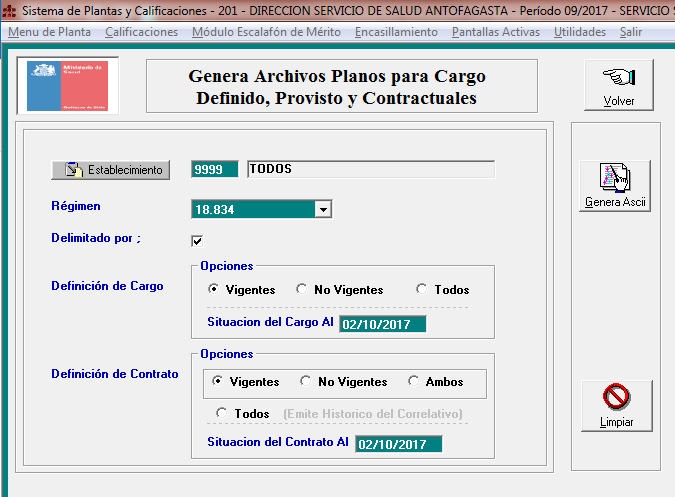 Sistema de Plantas y Calificaciones - 201 - DIRECCION SERVICIO DE SALUD ANTOFAGASTA - Período 09/2017 - SERVICIO S
Menu de Planta Calificaciones Módulo Escalafón de Mérito Encasillamiento Pantallas Activas Utilidades Salir
Ministerio de
Salud
Gobierno de Chile
Genera Archivos Planos para Cargo
Definido, Provisto y Contractuales
Volver
Establecimiento 9999 TODOS
Genera Ascii
Régimen 18.834
Delimitado por ;
Opciones
Definición de Cargo Vigentes No Vigentes Todos
Situacion del Cargo Al 02/10/2017
Opciones
Definición de Contrato Vigentes No Vigentes Ambos
Todos (Emite Historico del Correlativo)
Limpiar
Situacion del Contrato Al 02/10/2017